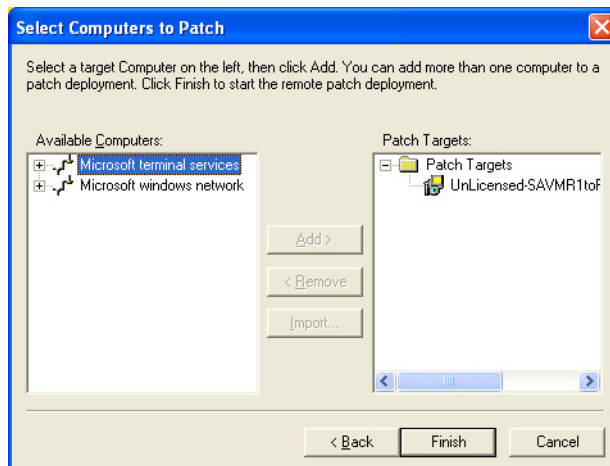 Select Computers to Patch
Select a target Computer on the left, then click Add. You can add more than one computer to a
patch deployment. Click Finish to start the remote patch deployment.
Available Computers:
Patch Targets:
Microsoft terminal services
Microsoft windows network
Patch Targets
UnLicensed-SAVMR1toF
Add >
< Remove
Import...
< Back
Finish
Cancel